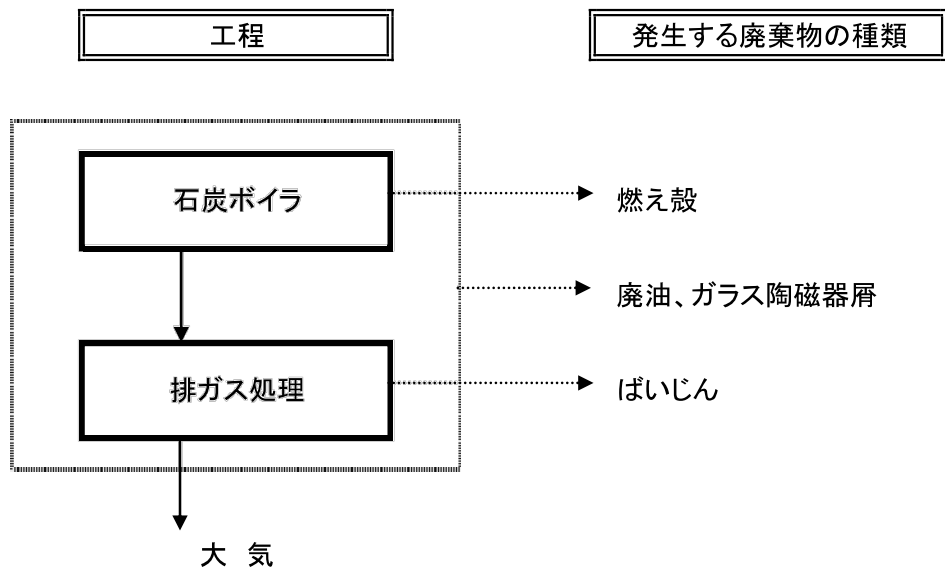 工程
発生する廃棄物の種類
石炭ボイラ
燃え殻
廃油、ガラス陶磁器屑
排ガス処理
ばいじん
大 気